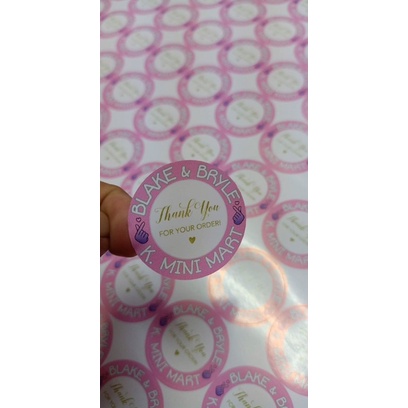 BLAKE & BRYLE
Thank You
FOR YOUR ORDER!
K. MINI MART